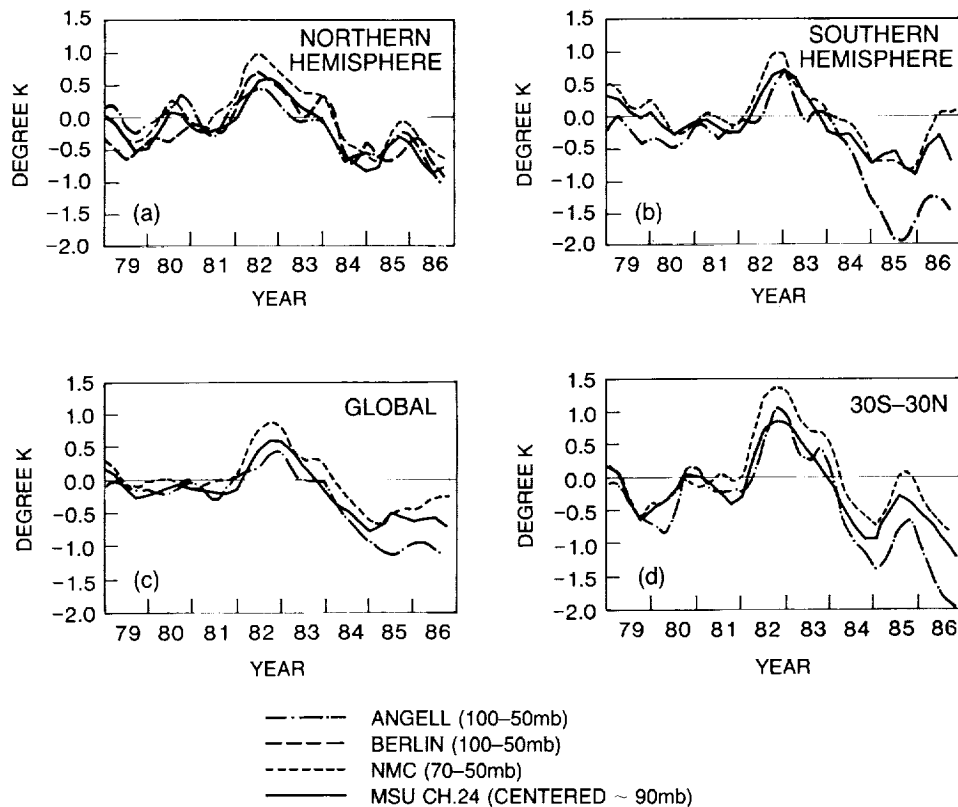 1.5
1.0
0.5
0.0
−0.5
−1.0
−1.5
−2.0
DEGREE K
NORTHERN
HEMISPHERE
(a)
79 80 81 82 83 84 85 86
YEAR
1.5
1.0
0.5
0.0
−0.5
−1.0
−1.5
−2.0
DEGREE K
SOUTHERN
HEMISPHERE
(b)
79 80 81 82 83 84 85 86
YEAR
1.5
1.0
0.5
0.0
−0.5
−1.0
−1.5
−2.0
DEGREE K
GLOBAL
(c)
79 80 81 82 83 84 85 86
YEAR
1.5
1.0
0.5
0.0
−0.5
−1.0
−1.5
−2.0
DEGREE K
30S–30N
(d)
79 80 81 82 83 84 85 86
YEAR
ANGELL (100–50mb)
BERLIN (100–50mb)
NMC (70–50mb)
MSU CH.24 (CENTERED ~ 90mb)